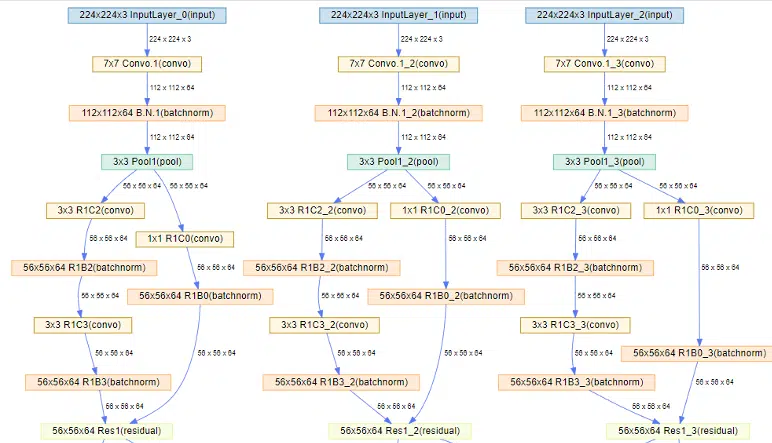 224x224x3 InputLayer_0(input) 224x224x3 InputLayer_1(input) 224x224x3 InputLayer_2(input)
224 x 224 x 3 224 x 224 x 3 224 x 224 x 3
7x7 Convo.1(convo) 7x7 Convo.1_2(convo) 7x7 Convo.1_3(convo)
112 x 112 x 64 112 x 112 x 64 112 x 112 x 64
112x112x64 B.N.1(batchnorm) 112x112x64 B.N.1_2(batchnorm) 112x112x64 B.N.1_3(batchnorm)
112 x 112 x 64 112 x 112 x 64 112 x 112 x 64
3x3 Pool1(pool) 3x3 Pool1_2(pool) 3x3 Pool1_3(pool)
56 x 56 x 64 56 x 56 x 64 56 x 56 x 64 56 x 56 x 64 56 x 56 x 64 56 x 56 x 64
3x3 R1C2(convo) 3x3 R1C2_2(convo) 1x1 R1C0_2(convo) 3x3 R1C2_3(convo) 1x1 R1C0_3(convo)
56 x 56 x 64 1x1 R1C0(convo) 56 x 56 x 64 56 x 56 x 64 56 x 56 x 64
56x56x64 R1B2(batchnorm) 56 x 56 x 64 56x56x64 R1B2_2(batchnorm) 56x56x64 R1B2_3(batchnorm) 56 x 56 x 64
56 x 56 x 64 56x56x64 R1B0(batchnorm) 56 x 56 x 64 56x56x64 R1B0_2(batchnorm) 56 x 56 x 64
3x3 R1C3(convo) 3x3 R1C3_2(convo) 3x3 R1C3_3(convo)
56 x 56 x 64 56 x 56 x 64 56 x 56 x 64 56 x 56 x 64 56 x 56 x 64 56x56x64 R1B0_3(batchnorm)
56x56x64 R1B3(batchnorm) 56x56x64 R1B3_2(batchnorm) 56x56x64 R1B3_3(batchnorm)
56 x 56 x 64 56 x 56 x 64 56 x 56 x 64 56 x 56 x 64
56x56x64 Res1(residual) 56x56x64 Res1_2(residual) 56x56x64 Res1_3(residual)